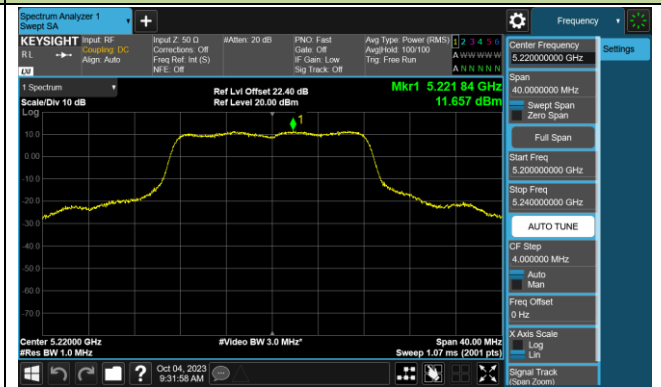 Spectrum Analyzer 1
Swept SA
+
Frequency
KEYSIGHT
RL
LXI
Input: RF
Coupling: DC
Align: Auto
Input Z: 50 Ω
Corrections: Off
Freq Ref: Int (S)
NFE: Off
#Atten: 20 dB
PNO: Fast
Gate: Off
IF Gain: Low
Sig Track: Off
Avg Type: Power (RMS)
Avg|Hold: 100/100
Trig: Free Run
1 2 3 4 5 6
A W W W W W
A N N N N N
Center Frequency
5.220000000 GHz
Settings
Span
40.0000000 MHz
Swept Span
Zero Span
Full Span
Start Freq
5.200000000 GHz
Stop Freq
5.240000000 GHz
AUTO TUNE
CF Step
4.000000 MHz
Auto
Man
Freq Offset
0 Hz
X Axis Scale
Log
Lin
Signal Track
(Span Zoom)
1 Spectrum
Scale/Div 10 dB
Log
Ref Lvl Offset 22.40 dB
Ref Level 20.00 dBm
Mkr1 5.221 84 GHz
11.657 dBm
1
10.0
0.00
-10.0
-20.0
-30.0
-40.0
-50.0
-60.0
-70.0
Center 5.22000 GHz
#Res BW 1.0 MHz
#Video BW 3.0 MHz*
Span 40.00 MHz
Sweep 1.07 ms (2001 pts)
?
Oct 04, 2023
9:31:58 AM